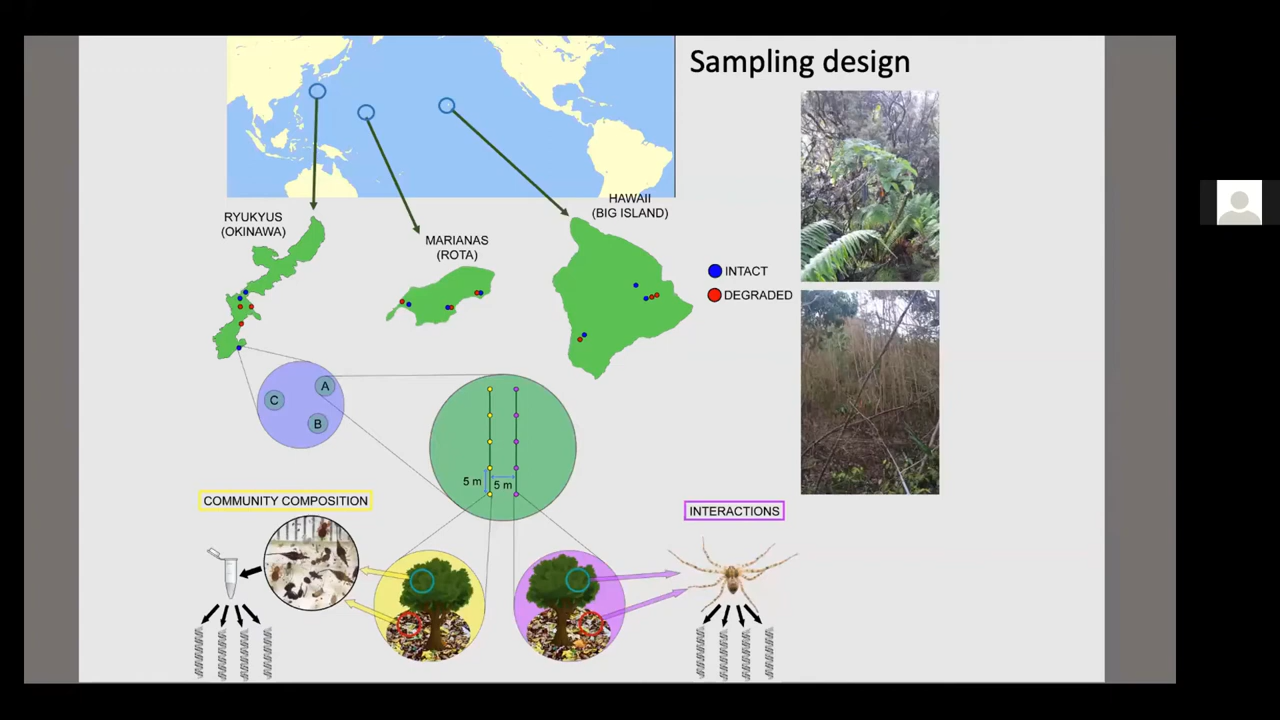 Sampling design
RYUKYUS
(OKINAWA)
MARIANAS
(ROTA)
HAWAII
(BIG ISLAND)
INTACT
DEGRADED
A
C
B
5 m
5 m
COMMUNITY COMPOSITION
INTERACTIONS